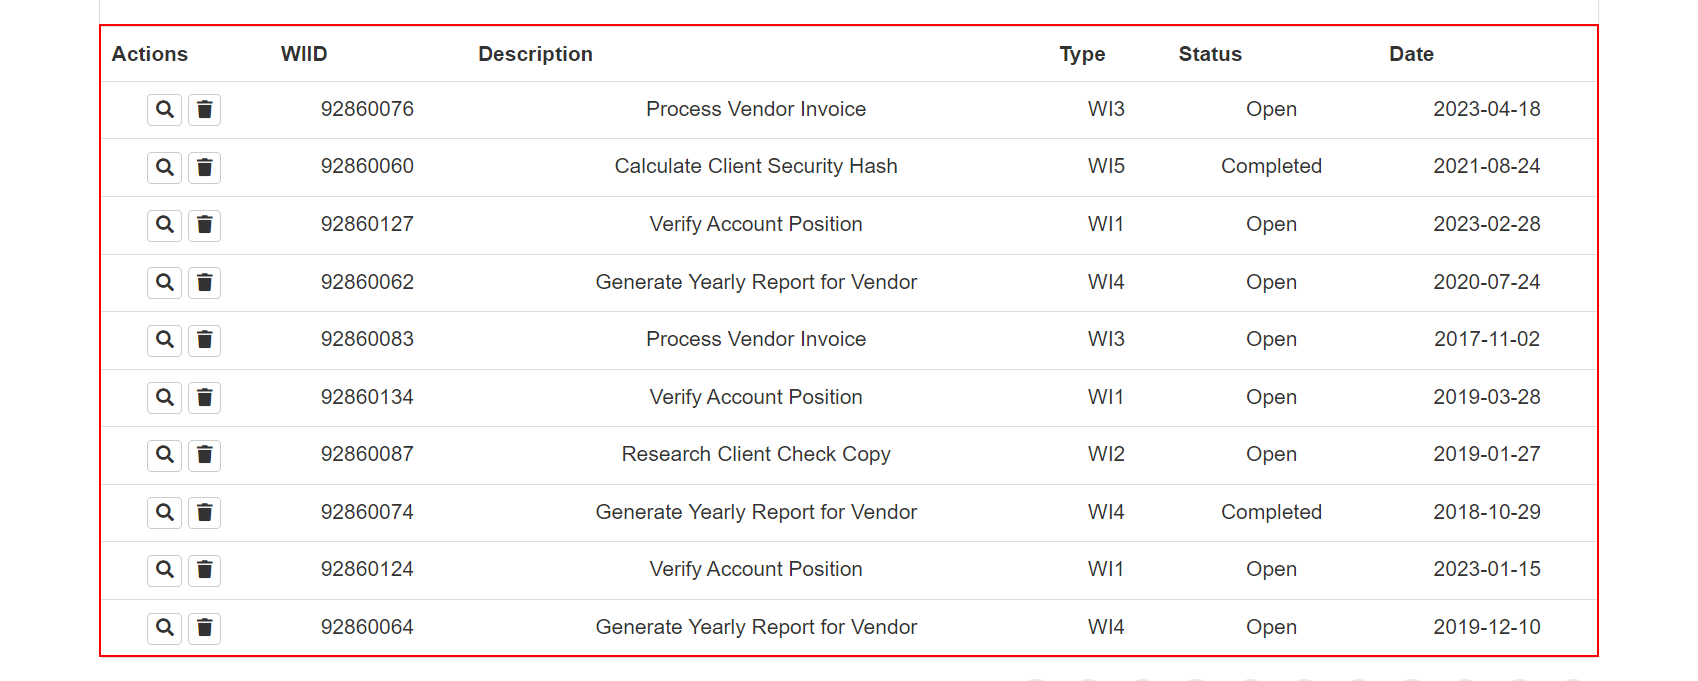 Actions WIID Description Type Status Date
92860076 Process Vendor Invoice WI3 Open 2023-04-18
92860060 Calculate Client Security Hash WI5 Completed 2021-08-24
92860127 Verify Account Position WI1 Open 2023-02-28
92860062 Generate Yearly Report for Vendor WI4 Open 2020-07-24
92860083 Process Vendor Invoice WI3 Open 2017-11-02
92860134 Verify Account Position WI1 Open 2019-03-28
92860087 Research Client Check Copy WI2 Open 2019-01-27
92860074 Generate Yearly Report for Vendor WI4 Completed 2018-10-29
92860124 Verify Account Position WI1 Open 2023-01-15
92860064 Generate Yearly Report for Vendor WI4 Open 2019-12-10